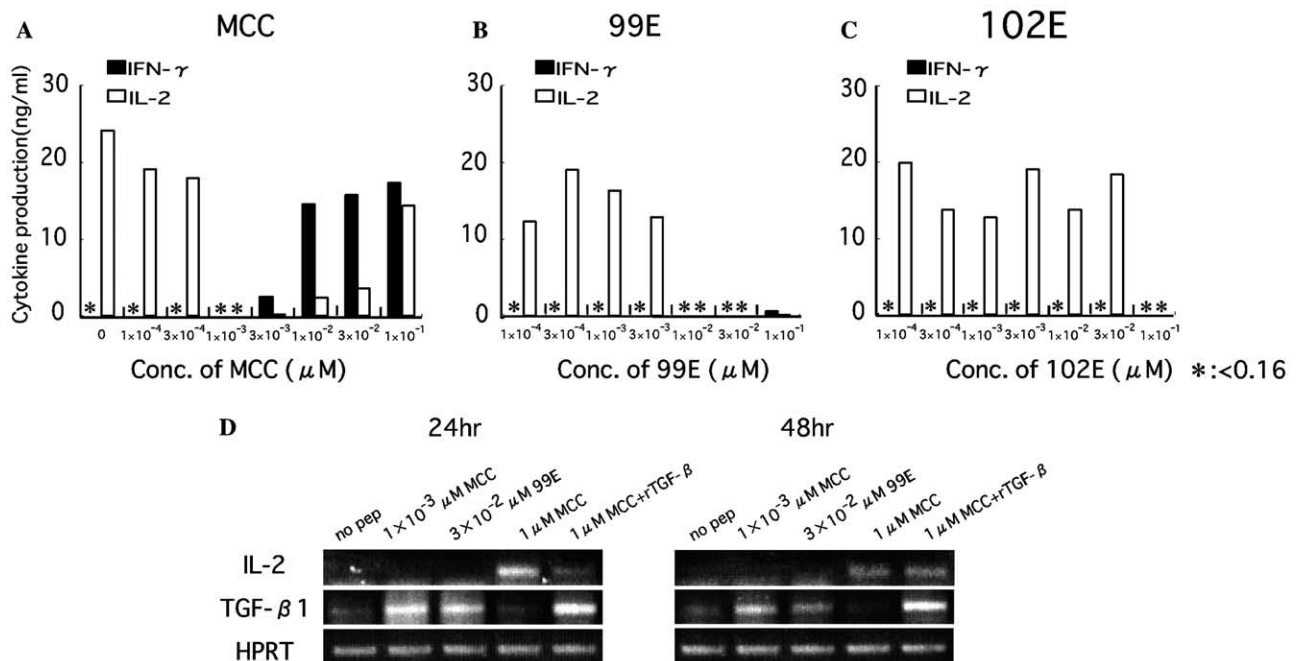 A MCC
IFN-γ
IL-2
Cytokine production(ng/ml)
30
20
10
0
* * * ** 
0 1×10⁻⁴ 3×10⁻⁴ 1×10⁻³ 3×10⁻³ 1×10⁻² 3×10⁻² 1×10⁻¹
Conc. of MCC (μM)
B 99E
IFN-γ
IL-2
30
20
10
0
* * * * ** **
1×10⁻⁴ 3×10⁻⁴ 1×10⁻³ 3×10⁻³ 1×10⁻² 3×10⁻² 1×10⁻¹
Conc. of 99E (μM)
C 102E
IFN-γ
IL-2
30
20
10
0
* * * * * * **
1×10⁻⁴ 3×10⁻⁴ 1×10⁻³ 3×10⁻³ 1×10⁻² 3×10⁻² 1×10⁻¹
Conc. of 102E (μM) *:<0.16
D 24hr 48hr
no pep
1×10⁻³ μM MCC
3×10⁻² μM 99E
1 μM MCC
1 μM MCC+rTGF-β
no pep
1×10⁻³ μM MCC
3×10⁻² μM 99E
1 μM MCC
1 μM MCC+rTGF-β
IL-2
TGF-β1
HPRT